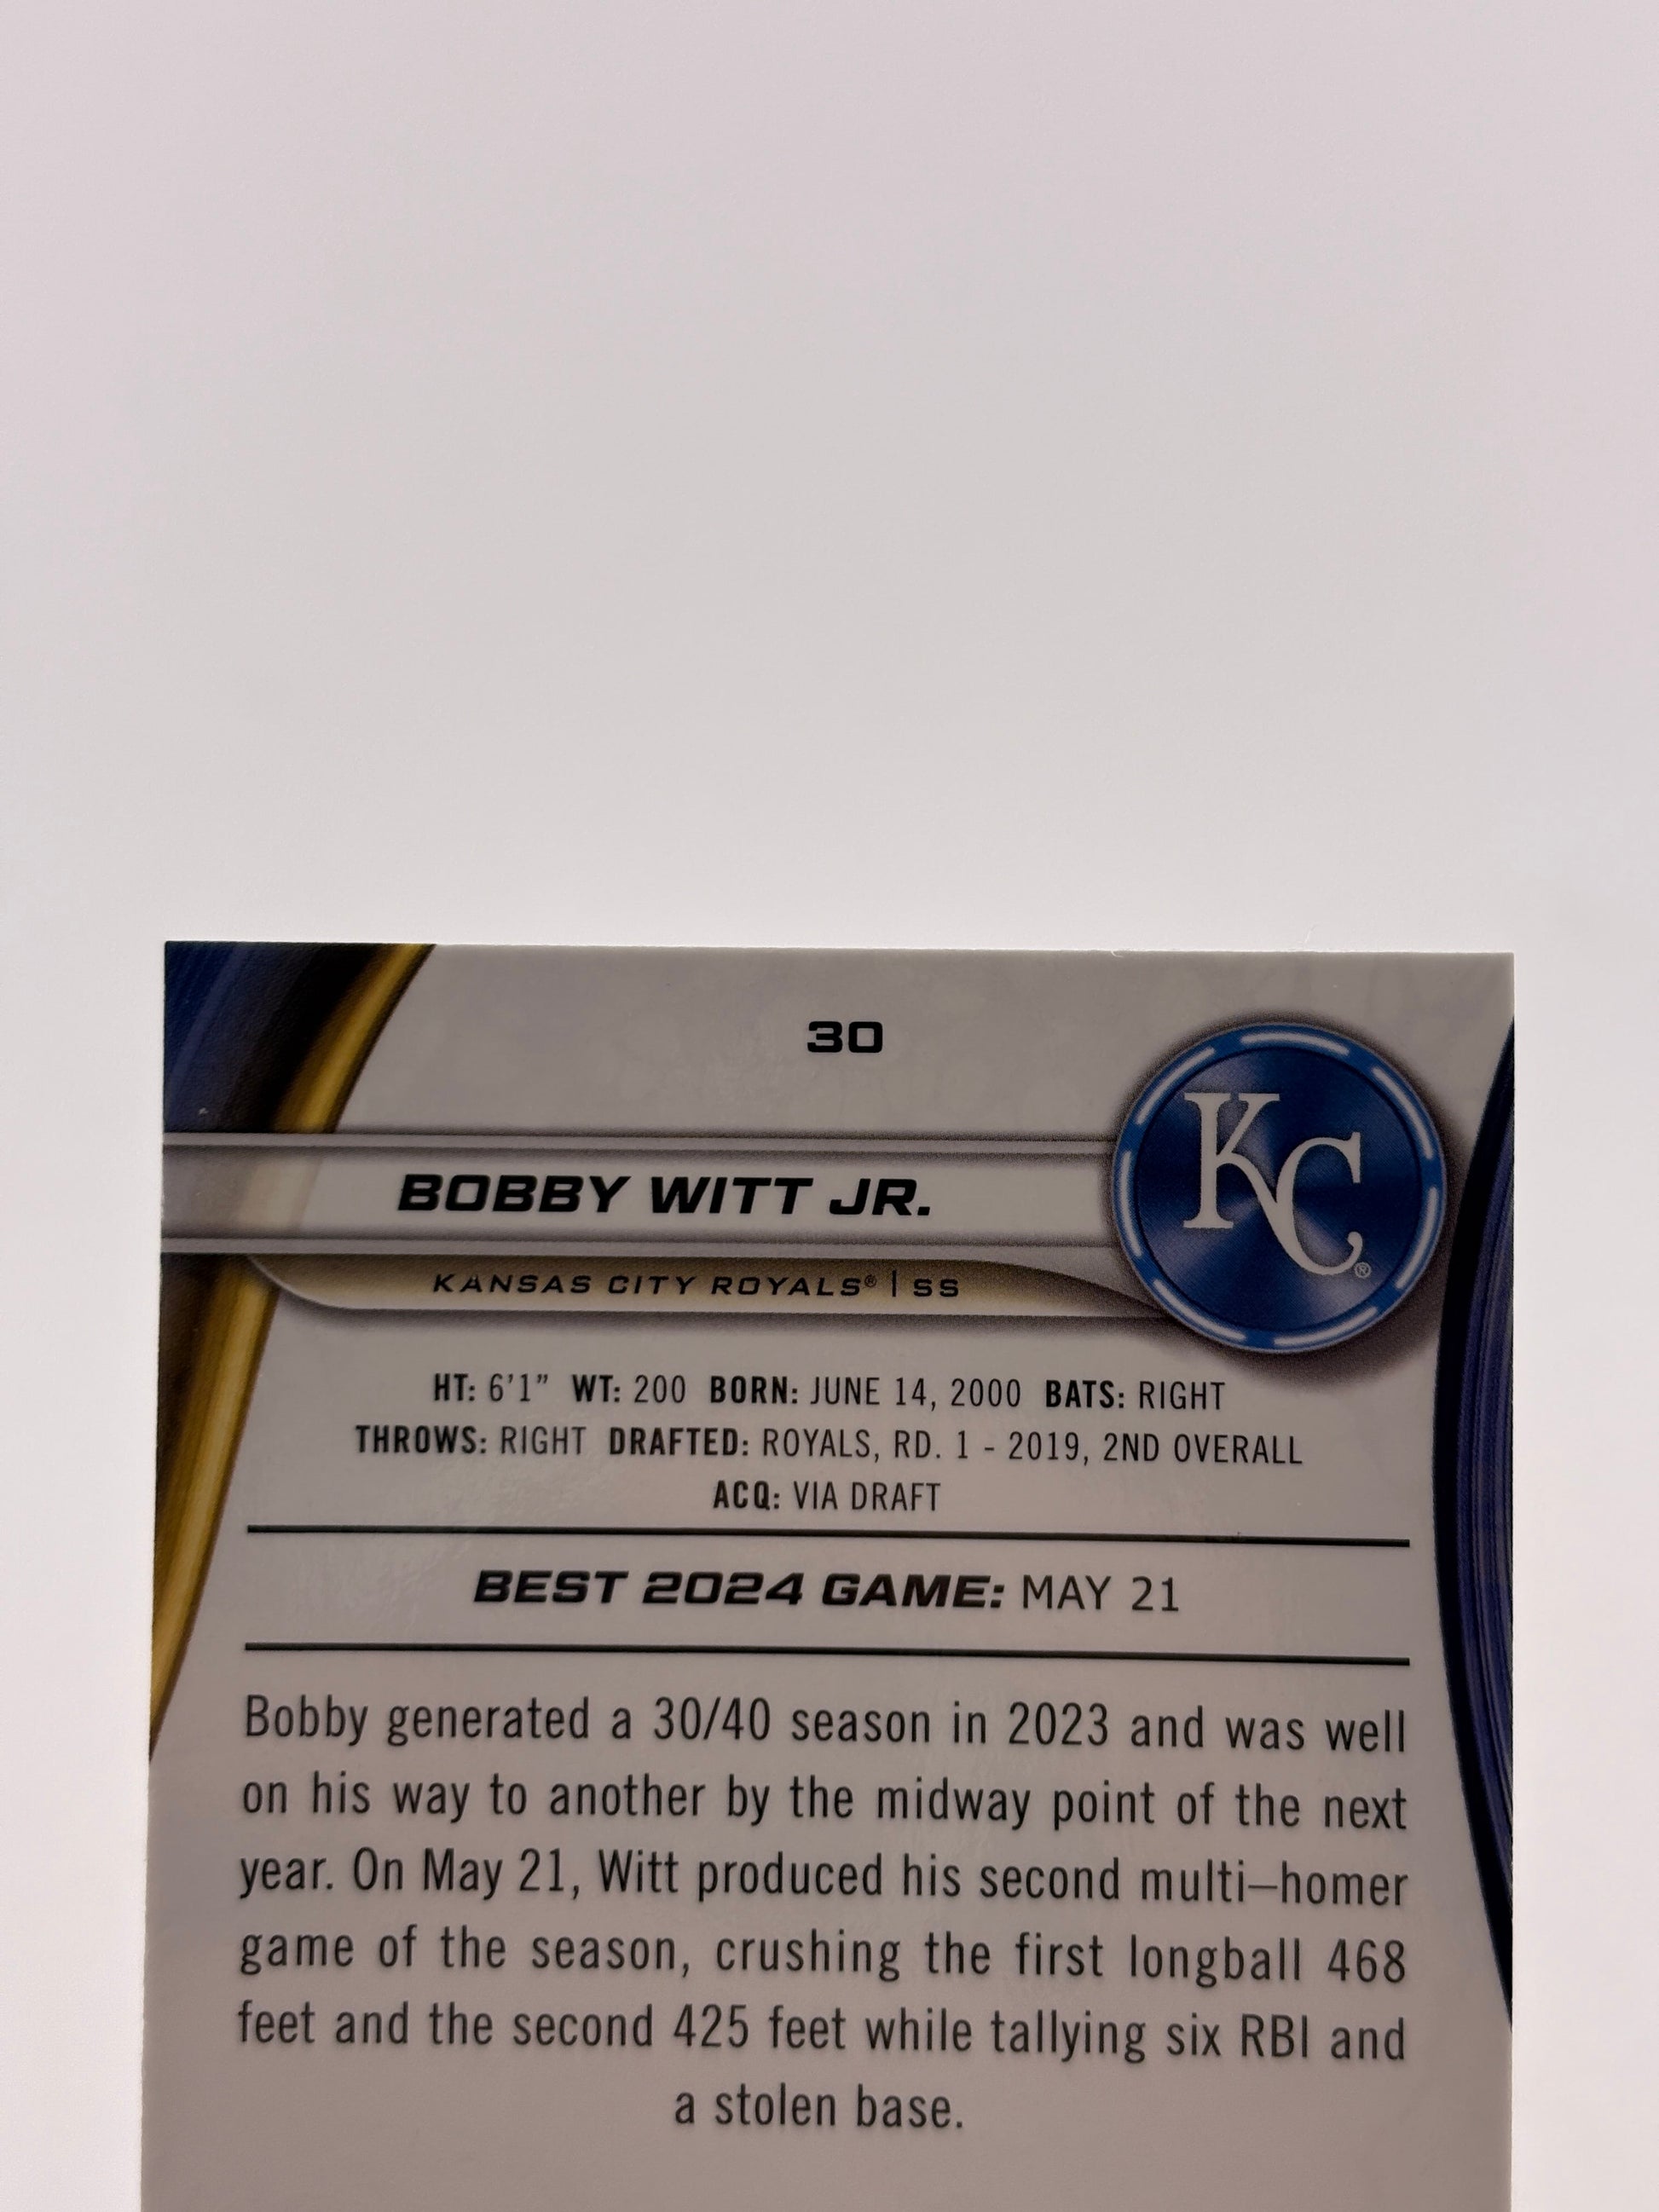 30
BOBBY WITT JR.
KC®
KANSAS CITY ROYALS® | SS
HT: 6'1” WT: 200 BORN: JUNE 14, 2000 BATS: RIGHT
THROWS: RIGHT DRAFTED: ROYALS, RD. 1 - 2019, 2ND OVERALL
ACQ: VIA DRAFT
BEST 2024 GAME: MAY 21
Bobby generated a 30/40 season in 2023 and was well
on his way to another by the midway point of the next
year. On May 21, Witt produced his second multi–homer
game of the season, crushing the first longball 468
feet and the second 425 feet while tallying six RBI and
a stolen base.